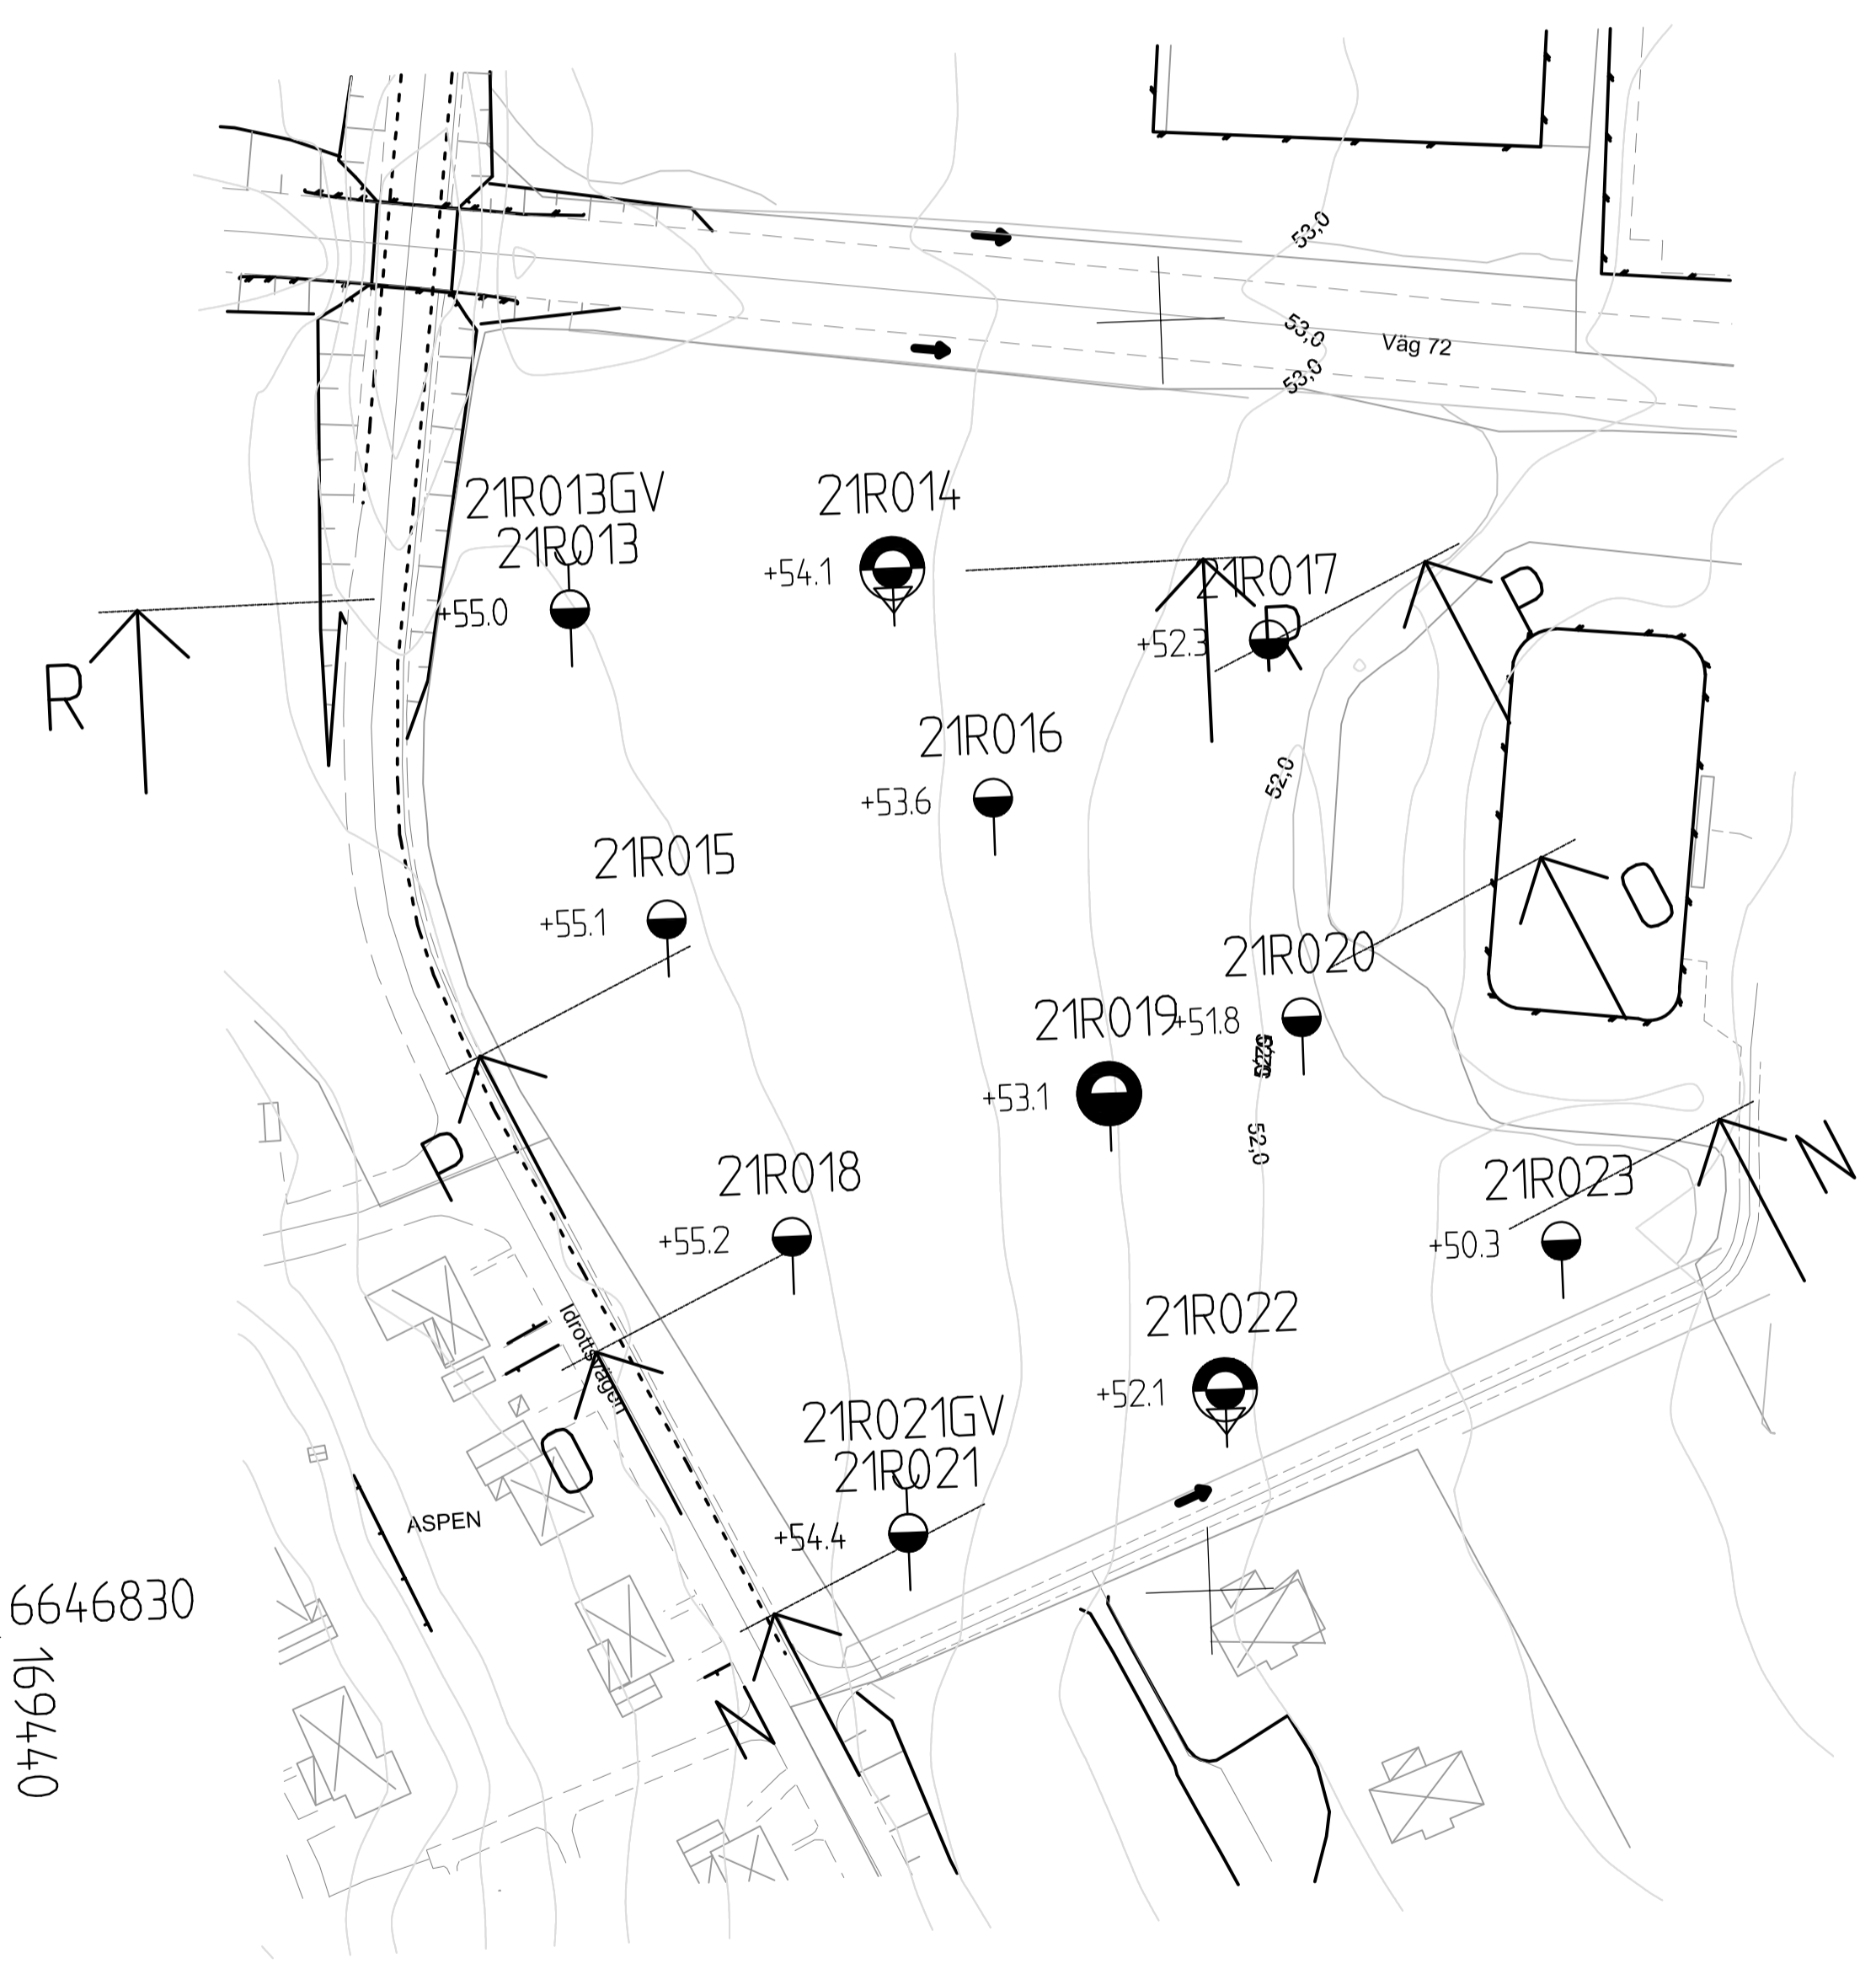 53,0
53,0
Väg 72
53,0
21R013GV
21R014
21R013
+54.1
21R017
P
+55.0
R
+52.3
R
21R016
52,0
+53.6
21R015
+55.1
O
21R020
21R019
+51.8
+53.1
52,0
N
P
21R018
21R023
+55.2
+50.3
21R022
Idrottsvägen
+52.1
21R021GV
O
21R021
ASPEN
+54.4
6646830
169440
N